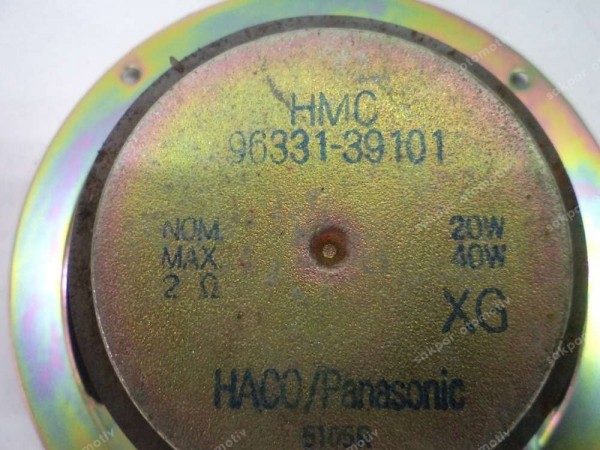 HMC
96331-39101
NOM. 20W
MAX. 40W
2 Ω
XG
HACO/Panasonic